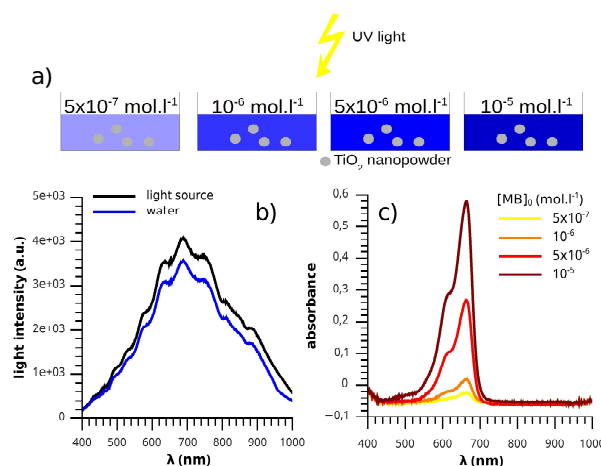 UV light
a)
5x10⁻⁷ mol.l⁻¹ 10⁻⁶ mol.l⁻¹ 5x10⁻⁶ mol.l⁻¹ 10⁻⁵ mol.l⁻¹
TiO₂ nanopowder
light source
water
b)
5e+03
4e+03
3e+03
2e+03
1e+03
0
light intensity (a.u.)
400 500 600 700 800 900 1000
λ (nm)
c)
[MB]₀ (mol.l⁻¹)
5x10⁻⁷
10⁻⁶
5x10⁻⁶
10⁻⁵
0,6
0,5
0,4
0,3
0,2
0,1
0
−0,1
absorbance
400 500 600 700 800 900 1000
λ (nm)